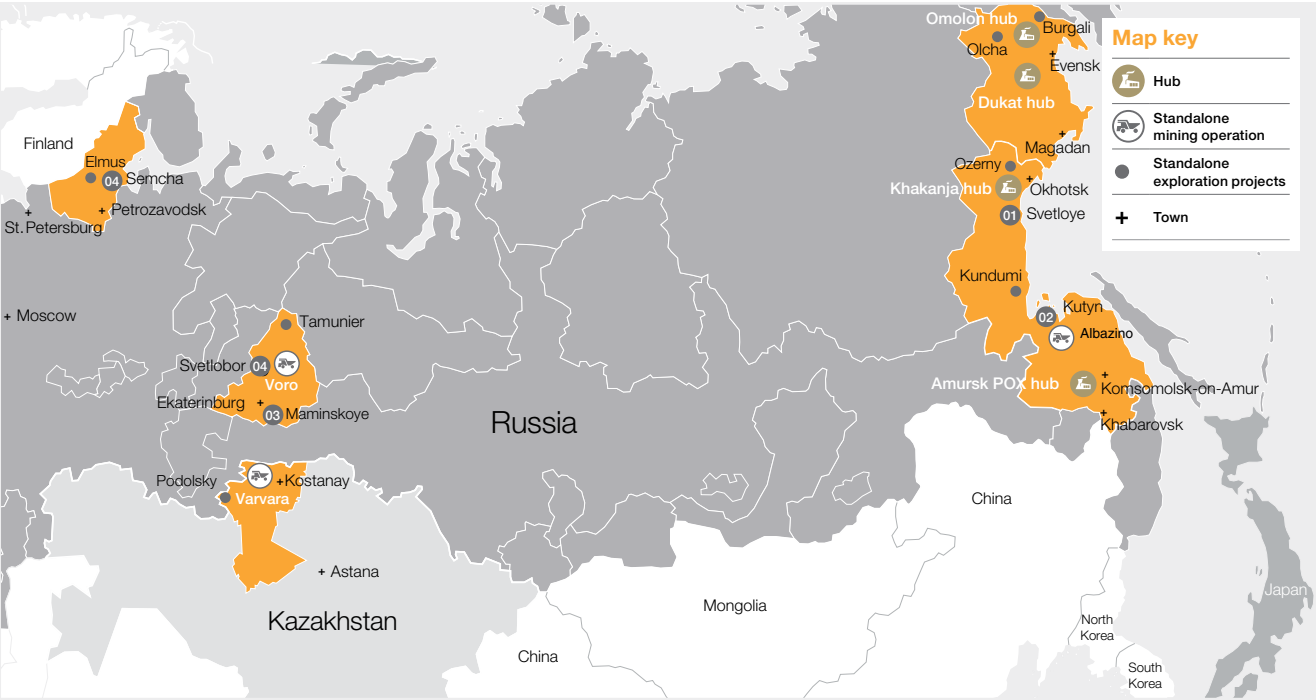 Omolon hub
Burgali
Olcha
Evensk
Dukat hub
Magadan
Map key
Hub
Standalone
mining operation
Standalone
exploration projects
+ Town
Finland
Elmus
04 Semcha
+ Petrozavodsk
+
St. Petersburg
+ Moscow
Ozerny
Khakanja hub
+ Okhotsk
01 Svetloye
Kundumi
02 Kutyn
Albazino
Amursk POX hub
+
Komsomolsk-on-Amur
+
Khabarovsk
Tamunier
Svetlobor 04
Voro
Ekaterinburg +
03 Maminskoye
Russia
Podolsky
+Kostanay
Varvara
+ Astana
Kazakhstan
China
Mongolia
China
North
Korea
South
Korea
Japan